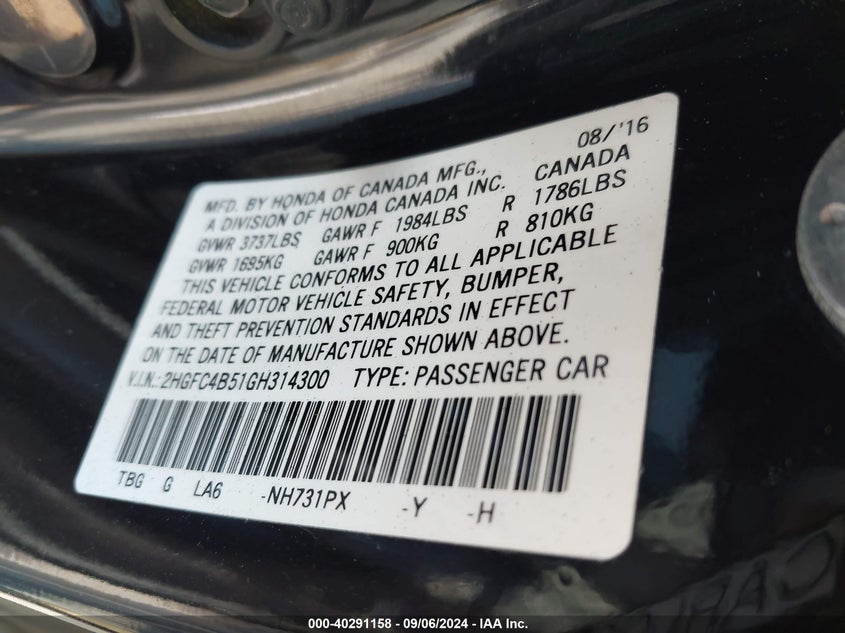 08/'16
MFD. BY HONDA OF CANADA MFG.,
A DIVISION OF HONDA CANADA INC. CANADA
GVWR 3737LBS GAWR F 1984LBS R 1786LBS
GVWR 1695KG GAWR F 900KG R 810KG
THIS VEHICLE CONFORMS TO ALL APPLICABLE
FEDERAL MOTOR VEHICLE SAFETY, BUMPER,
AND THEFT PREVENTION STANDARDS IN EFFECT
ON THE DATE OF MANUFACTURE SHOWN ABOVE.
V.I.N.: 2HGFC4B51GH314300 TYPE: PASSENGER CAR
TBG G LA6 -NH731PX -Y -H
000-40291158 - 09/06/2024 - IAA Inc.